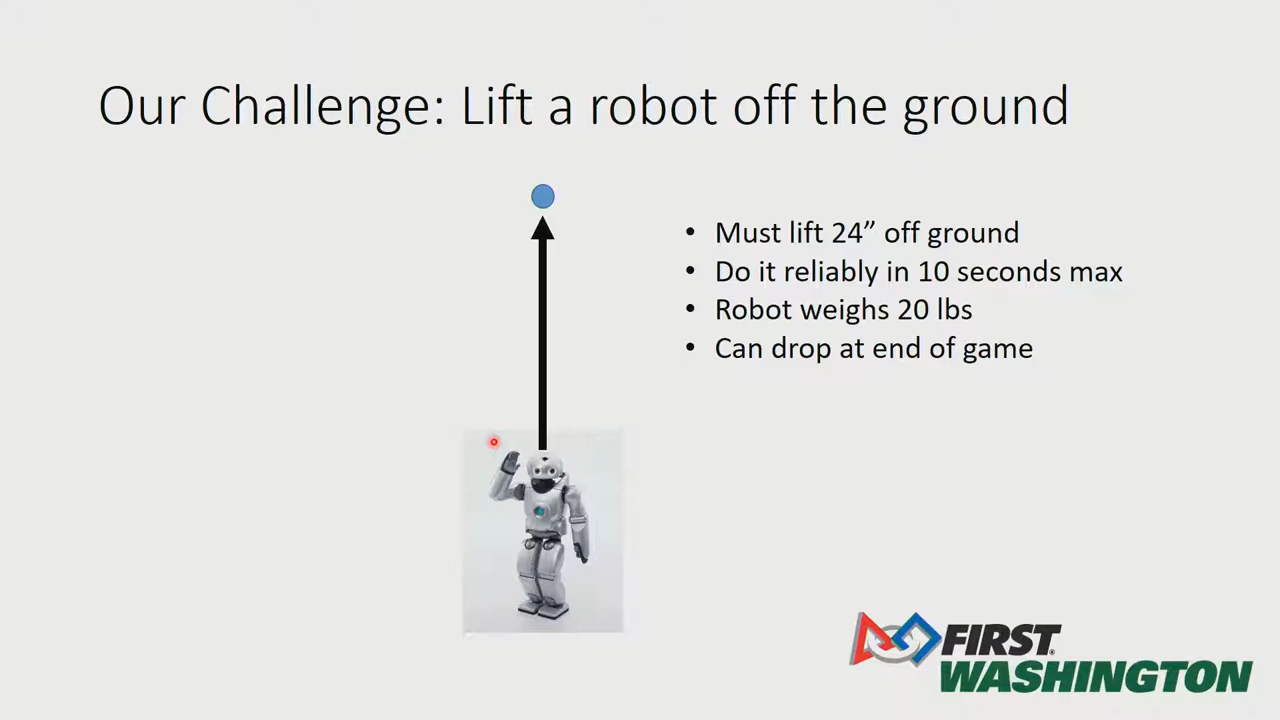 Our Challenge: Lift a robot off the ground
• Must lift 24” off ground
• Do it reliably in 10 seconds max
• Robot weighs 20 lbs
• Can drop at end of game
FIRST®
WASHINGTON